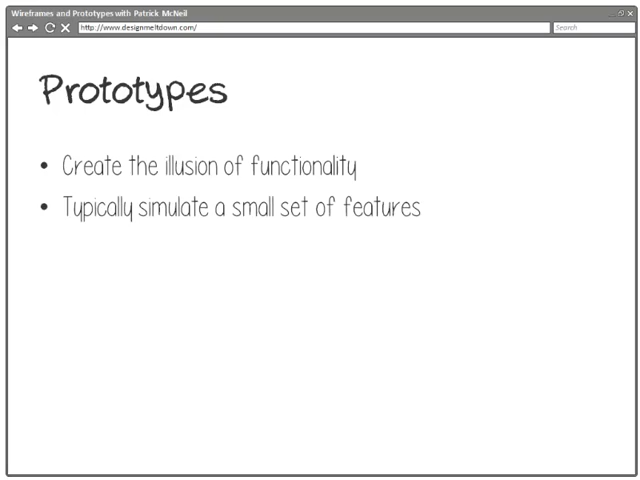 Wireframes and Prototypes with Patrick McNeil
http://www.designmeltdown.com/
Search
Prototypes
• Create the illusion of functionality
• Typically simulate a small set of features